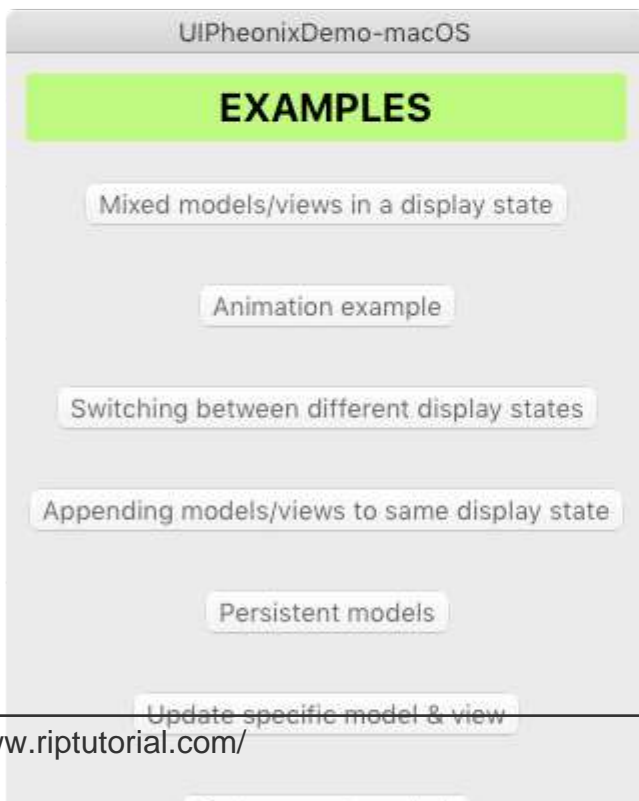 UIPheonixDemo-macOS
EXAMPLES
Mixed models/views in a display state
Animation example
Switching between different display states
Appending models/views to same display state
Persistent models
Update specific model & view
w.riptutorial.com/